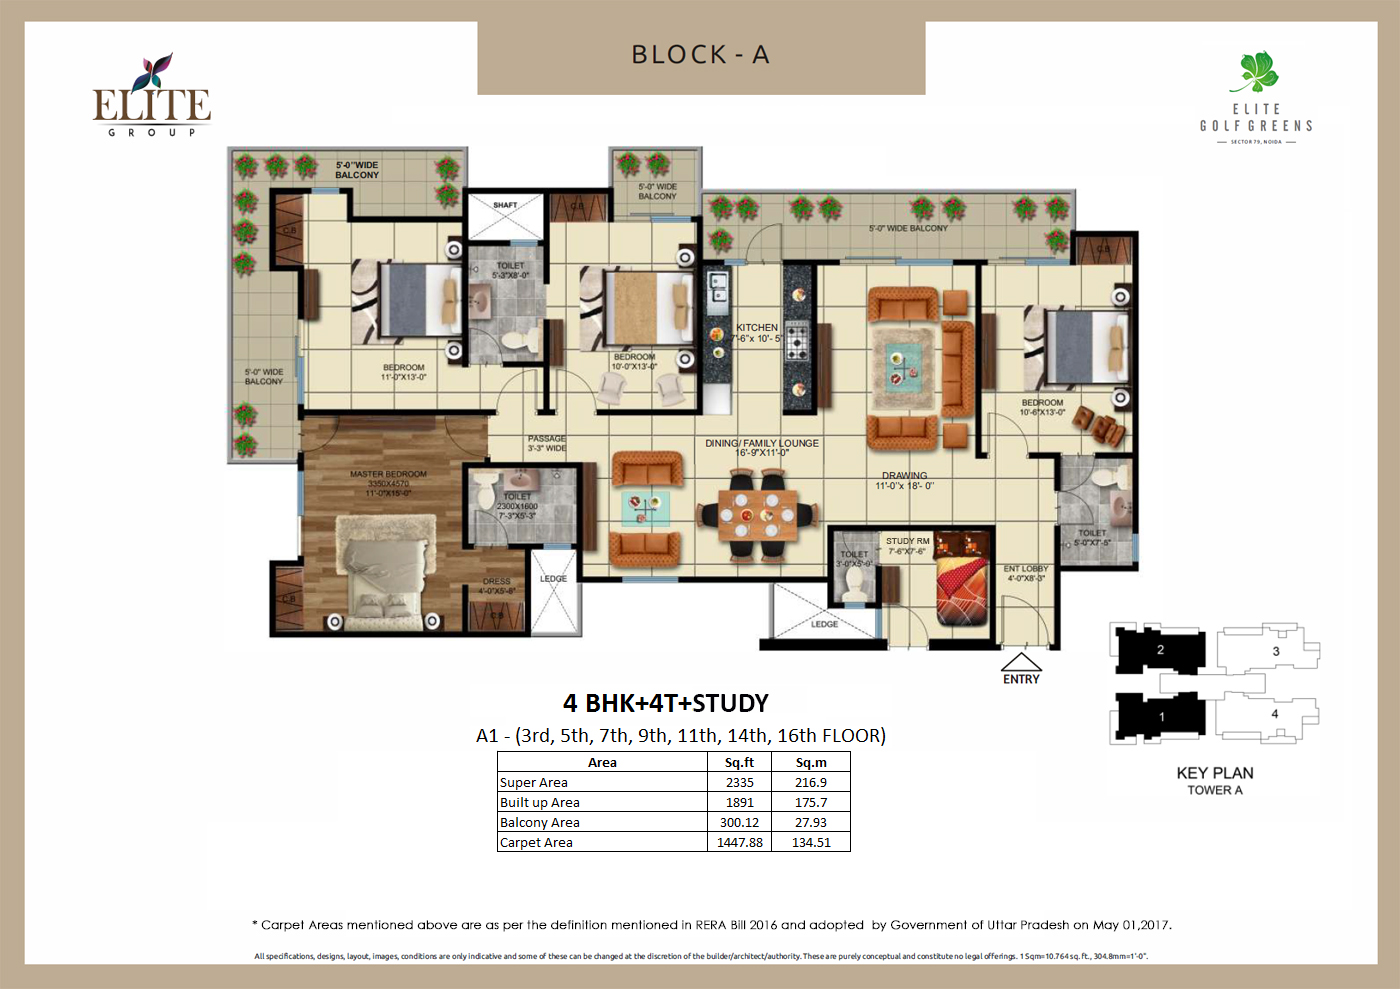 BLOCK - A
ELITE
GROUP
ELITE
GOLF GREENS
SECTOR 79, NOIDA
5'-0"WIDE
BALCONY
5'-0" WIDE
BALCONY
5'-0" WIDE BALCONY
5'-0" WIDE
BALCONY
SHAFT
C.B
C.B
C.B
TOILET
5'-3"X8'-0"
BEDROOM
11'-0"X13'-0"
BEDROOM
10'-0"X13'-0"
KITCHEN
7'-6"x 10'- 5"
BEDROOM
10'-6"X13'-0"
PASSAGE
3'-3" WIDE
DINING/ FAMILY LOUNGE
16'-9"X11'-0"
DRAWING
11'-0"x 18'- 0"
MASTER BEDROOM
3350X4570
11'-0"X15'-0"
TOILET
2300X1600
7'-3"X5'-3"
TOILET
5'-0"X7'-5"
STUDY RM
7'-6"X7'-6"
TOILET
3'-0"X5'-0"
ENT LOBBY
4'-0"X8'-3"
DRESS
4'-0"X5'-8"
C.B
C.B
LEDGE
LEDGE
ENTRY
2
3
1
4
KEY PLAN
TOWER A
4 BHK+4T+STUDY
A1 - (3rd, 5th, 7th, 9th, 11th, 14th, 16th FLOOR)
Area Sq.ft Sq.m
Super Area 2335 216.9
Built up Area 1891 175.7
Balcony Area 300.12 27.93
Carpet Area 1447.88 134.51
* Carpet Areas mentioned above are as per the definition mentioned in RERA Bill 2016 and adopted by Government of Uttar Pradesh on May 01,2017.
All specifications, designs, layout, images, conditions are only indicative and some of these can be changed at the discretion of the builder/architect/authority. These are purely conceptual and constitute no legal offerings. 1 Sqm=10.764 sq. ft., 304.8mm=1'-0".